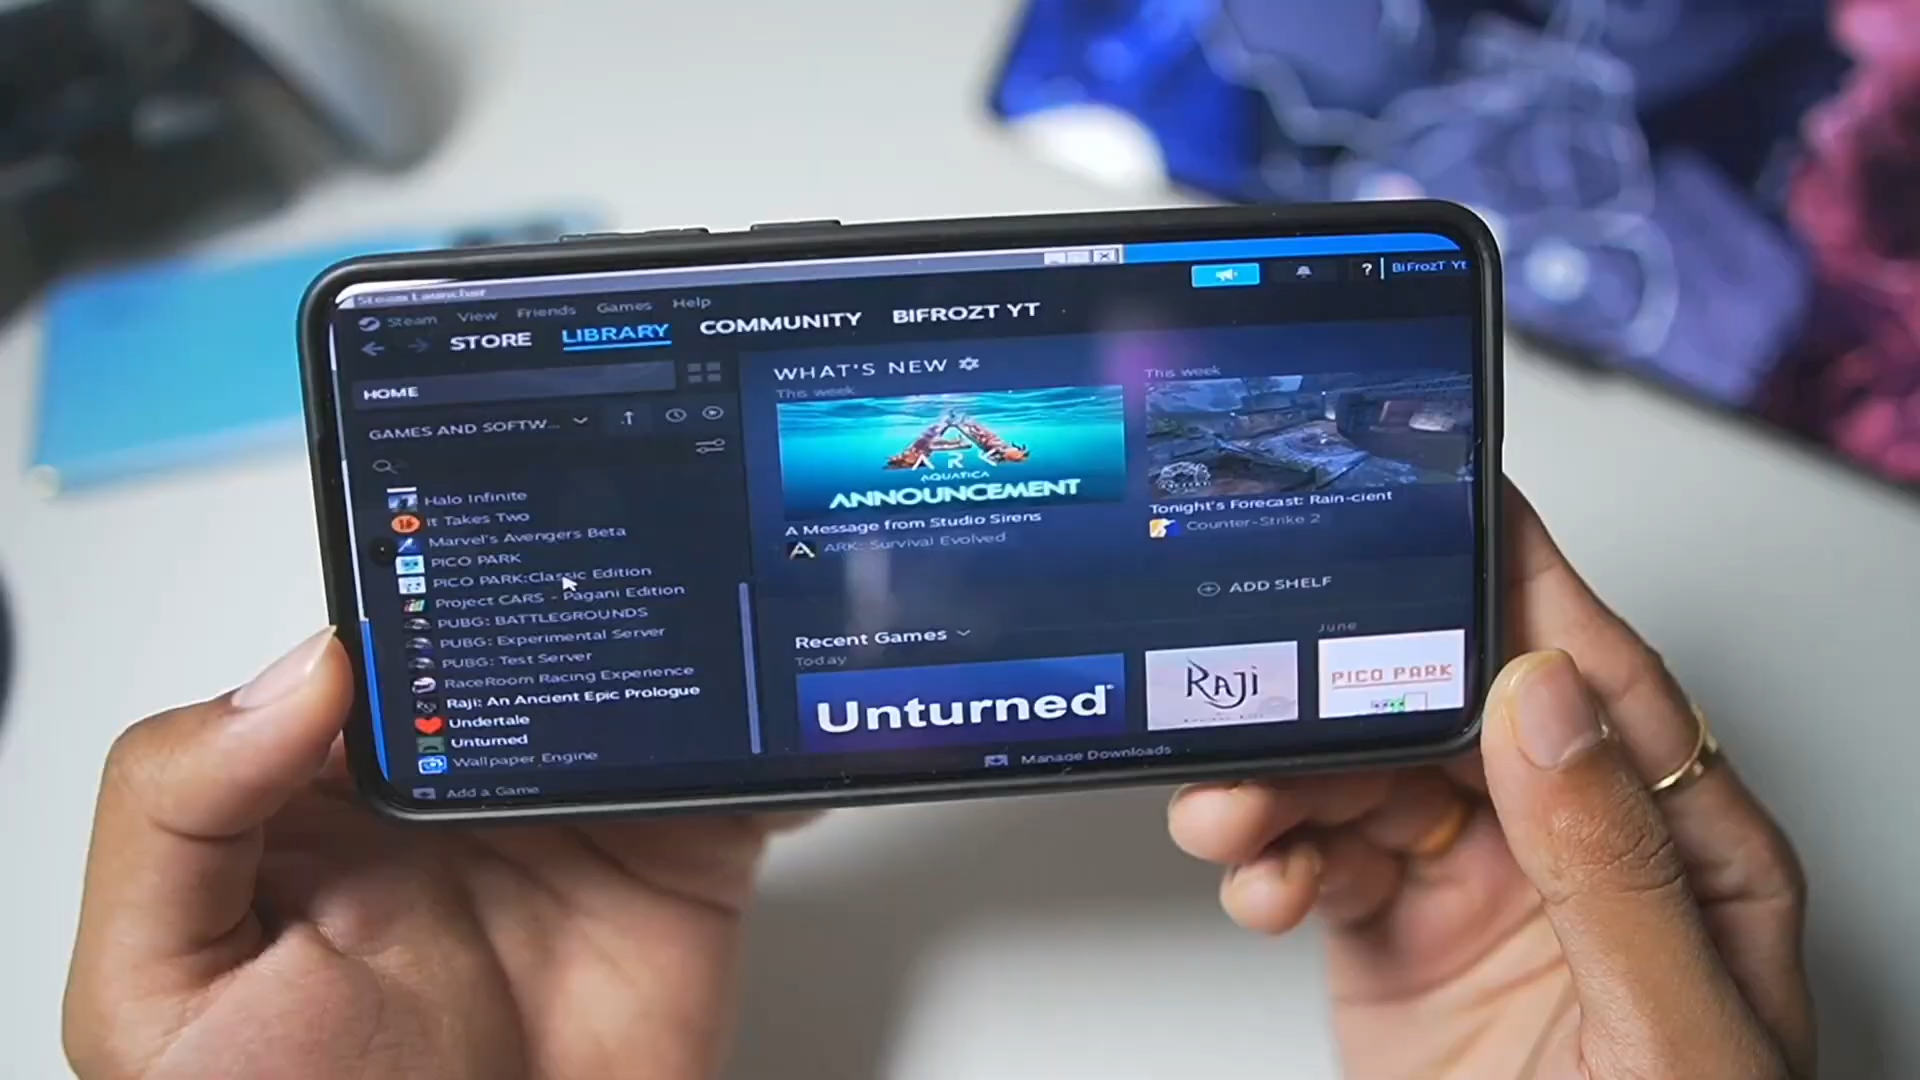 Steam Launcher
Steam View Friends Games Help
? BiFrozT Yt
STORE LIBRARY COMMUNITY BIFROZT YT
HOME
GAMES AND SOFTW...
Halo Infinite
It Takes Two
Marvel's Avengers Beta
PICO PARK
PICO PARK:Classic Edition
Project CARS - Pagani Edition
PUBG: BATTLEGROUNDS
PUBG: Experimental Server
PUBG: Test Server
RaceRoom Racing Experience
Raji: An Ancient Epic Prologue
Undertale
Unturned
Wallpaper Engine
Add a Game
WHAT'S NEW
This week
ARK
AQUATICA
ANNOUNCEMENT
A Message from Studio Sirens
ARK: Survival Evolved
This week
Tonight's Forecast: Rain-cient
Counter-Strike 2
ADD SHELF
Recent Games
Today
Unturned
RAJI
June
PICO PARK
Manage Downloads